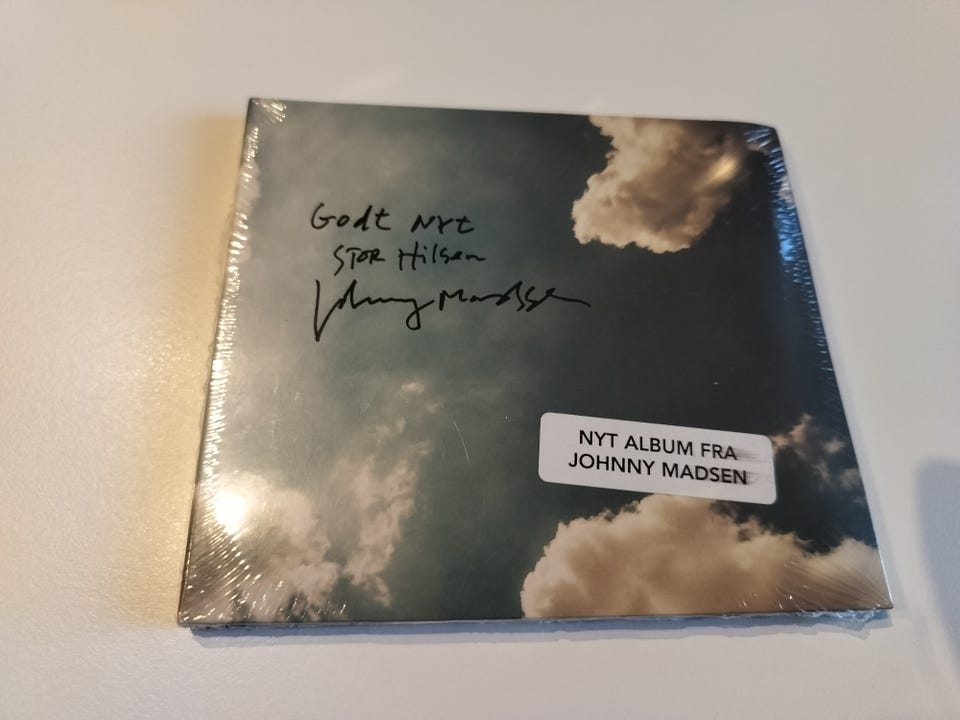 Godt NYt
STOR Hilsen
Johnny Madsen
NYT ALBUM FRA
JOHNNY MADSEN